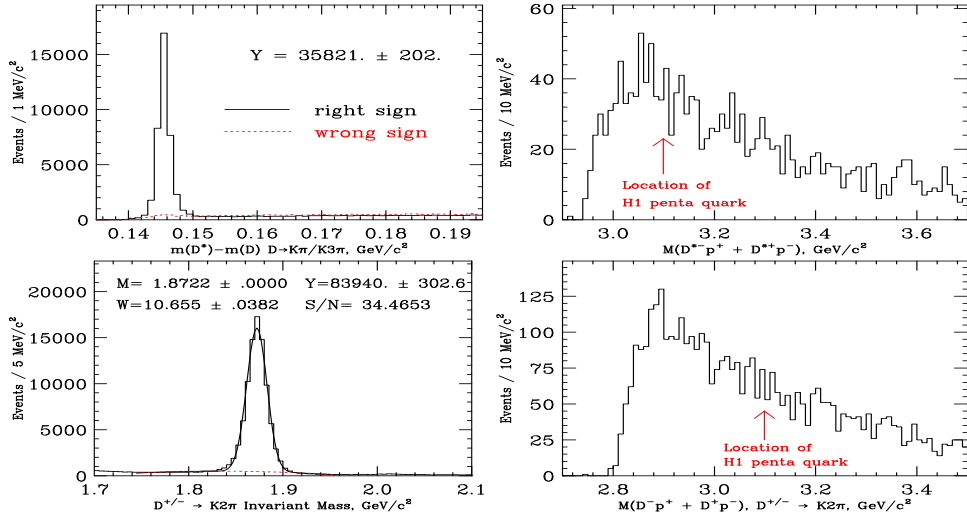 Events / 1 MeV/c²
15000
10000
5000
0
Y = 35821. ± 202.
right sign
wrong sign
0.14 0.15 0.16 0.17 0.18 0.19
m(D*)−m(D) D→Kπ/K3π, GeV/c²
Events / 10 MeV/c²
60
40
20
0
Location of
H1 penta quark
3.0 3.2 3.4 3.6
M(D*⁻p⁺ + D*⁺p⁻), GeV/c²
Events / 5 MeV/c²
20000
15000
10000
5000
0
M= 1.8722 ± .0000 Y=83940. ± 302.6
W=10.655 ± .0382 S/N= 34.4653
1.7 1.8 1.9 2.0 2.1
D⁺/⁻ → K2π Invariant Mass, GeV/c²
Events / 10 MeV/c²
125
100
75
50
25
0
Location of
H1 penta quark
2.8 3.0 3.2 3.4
M(D⁻p⁺ + D⁺p⁻), D⁺/⁻ → K2π, GeV/c²